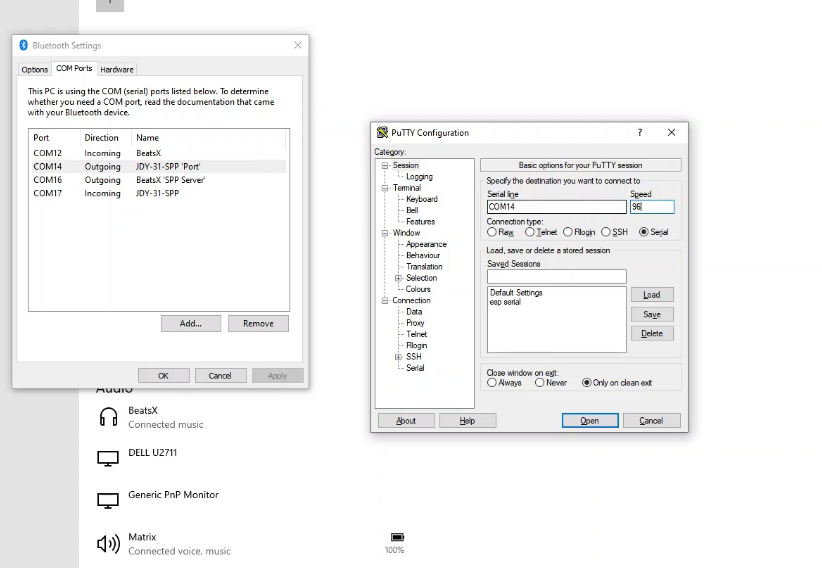 Bluetooth Settings
Options COM Ports Hardware
This PC is using the COM (serial) ports listed below. To determine
whether you need a COM port, read the documentation that came
with your Bluetooth device.
Port Direction Name
COM12 Incoming BeatsX
COM14 Outgoing JDY-31-SPP 'Port'
COM16 Outgoing BeatsX 'SPP Server'
COM17 Incoming JDY-31-SPP
Add... Remove
OK Cancel Apply
Audio
BeatsX
Connected music
DELL U2711
Generic PnP Monitor
Matrix
Connected voice, music
100%
PuTTY Configuration ?
Category:
Session
Logging
Terminal
Keyboard
Bell
Features
Window
Appearance
Behaviour
Translation
Selection
Colours
Connection
Data
Proxy
Telnet
Rlogin
SSH
Serial
Basic options for your PuTTY session
Specify the destination you want to connect to
Serial line Speed
COM14 96
Connection type:
Raw Telnet Rlogin SSH Serial
Load, save or delete a stored session
Saved Sessions
Default Settings
esp serial
Load
Save
Delete
Close window on exit:
Always Never Only on clean exit
About Help Open Cancel